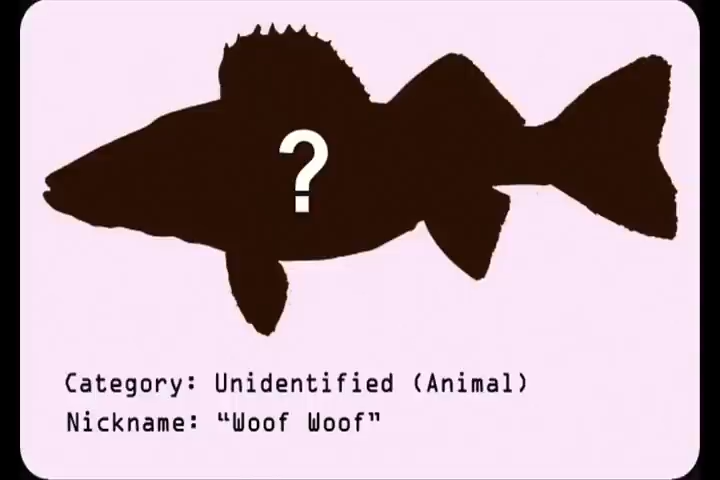 ?
Category: Unidentified (Animal)
Nickname: “Woof Woof”